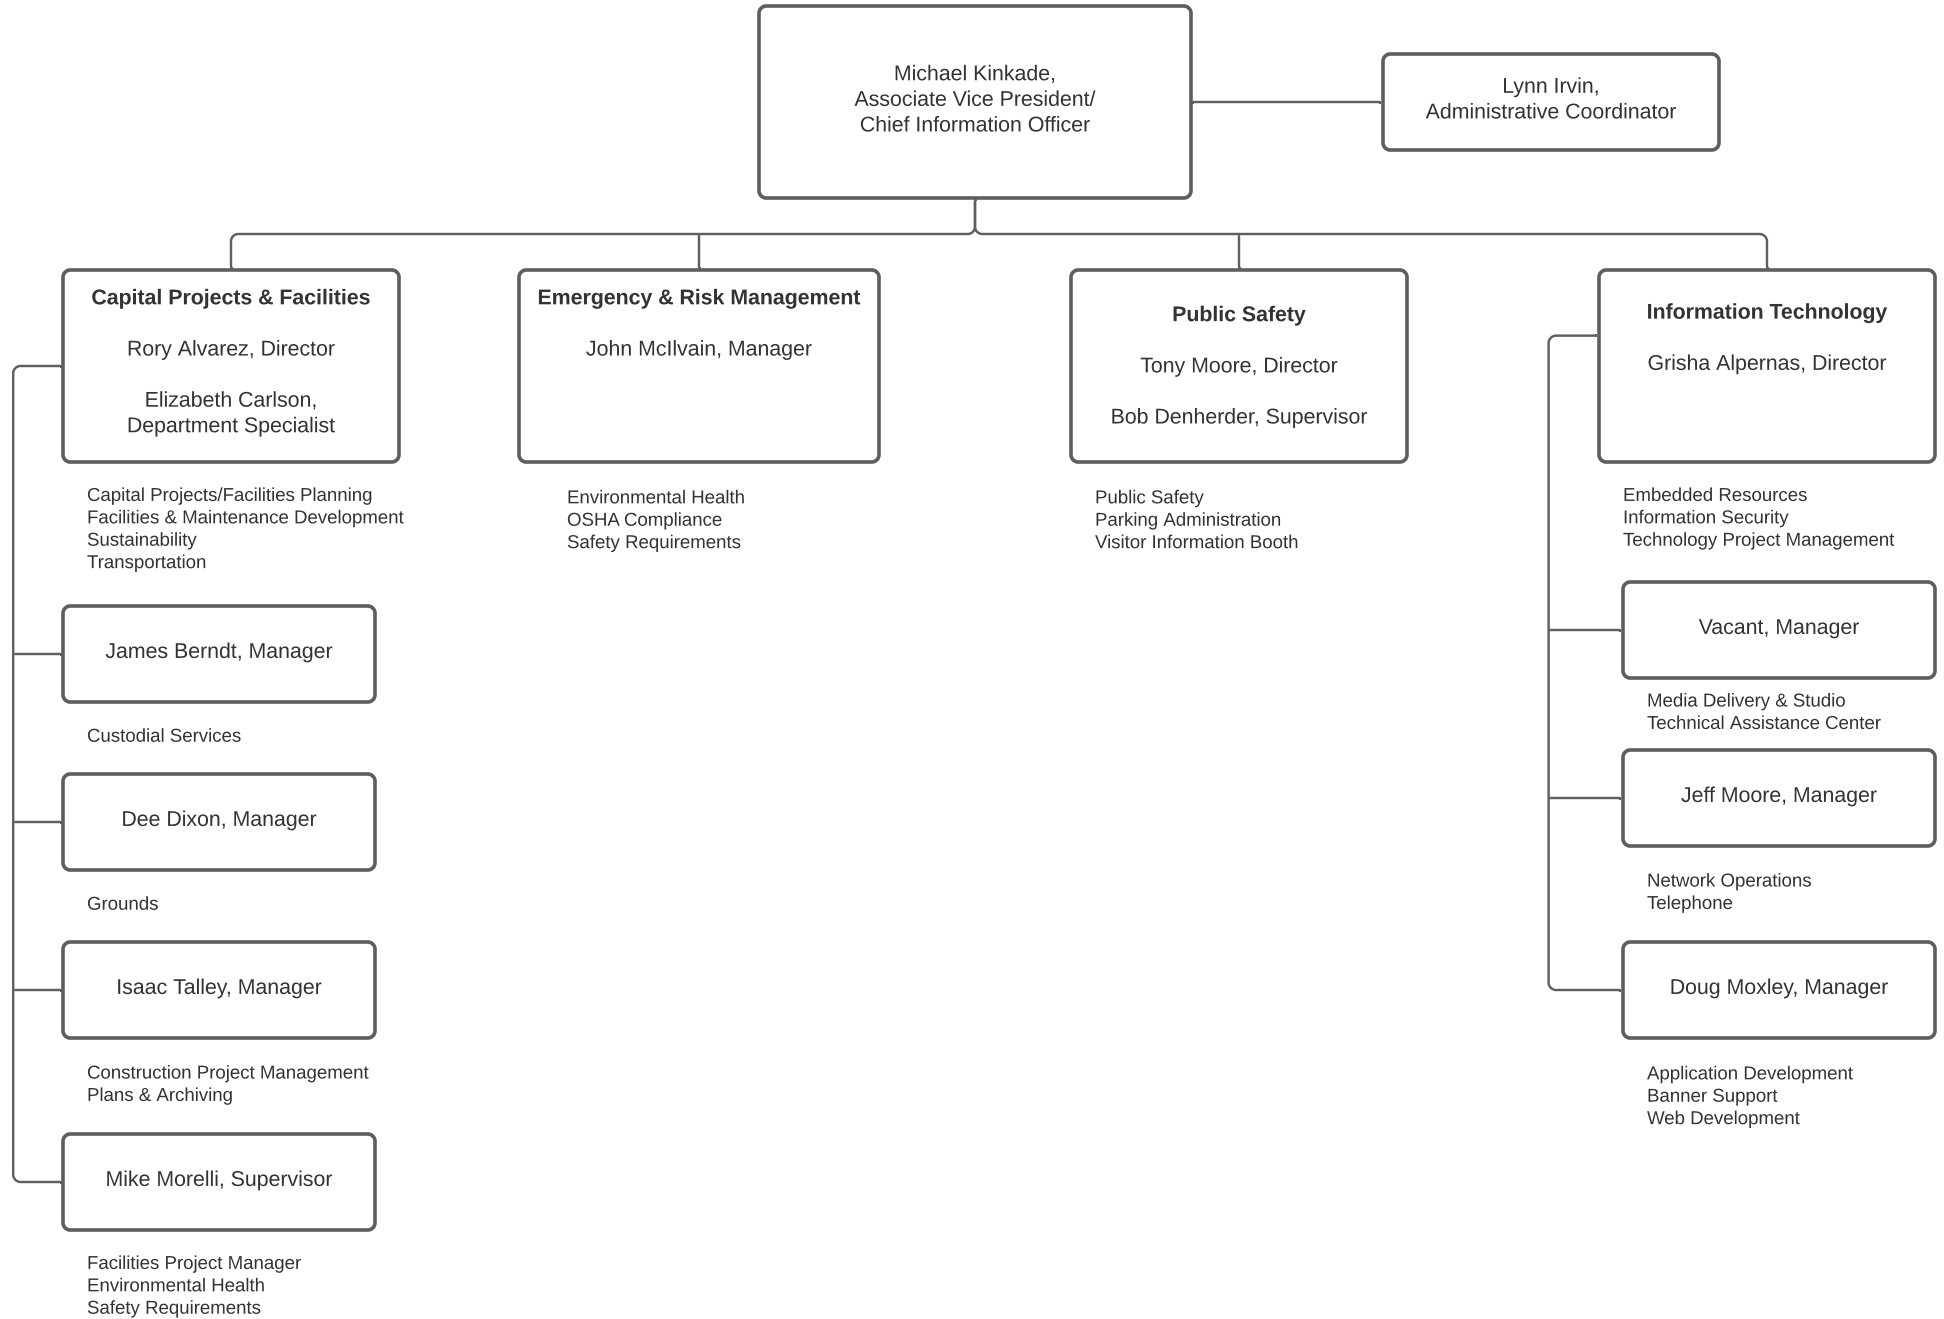 Michael Kinkade,
Associate Vice President/
Chief Information Officer
Lynn Irvin,
Administrative Coordinator
Capital Projects & Facilities
Rory Alvarez, Director
Elizabeth Carlson,
Department Specialist
Capital Projects/Facilities Planning
Facilities & Maintenance Development
Sustainability
Transportation
James Berndt, Manager
Custodial Services
Dee Dixon, Manager
Grounds
Isaac Talley, Manager
Construction Project Management
Plans & Archiving
Mike Morelli, Supervisor
Facilities Project Manager
Environmental Health
Safety Requirements
Emergency & Risk Management
John McIlvain, Manager
Environmental Health
OSHA Compliance
Safety Requirements
Public Safety
Tony Moore, Director
Bob Denherder, Supervisor
Public Safety
Parking Administration
Visitor Information Booth
Information Technology
Grisha Alpernas, Director
Embedded Resources
Information Security
Technology Project Management
Vacant, Manager
Media Delivery & Studio
Technical Assistance Center
Jeff Moore, Manager
Network Operations
Telephone
Doug Moxley, Manager
Application Development
Banner Support
Web Development